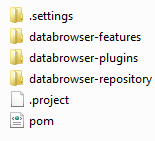 .settings
databrowser-features
databrowser-plugins
databrowser-repository
.project
pom